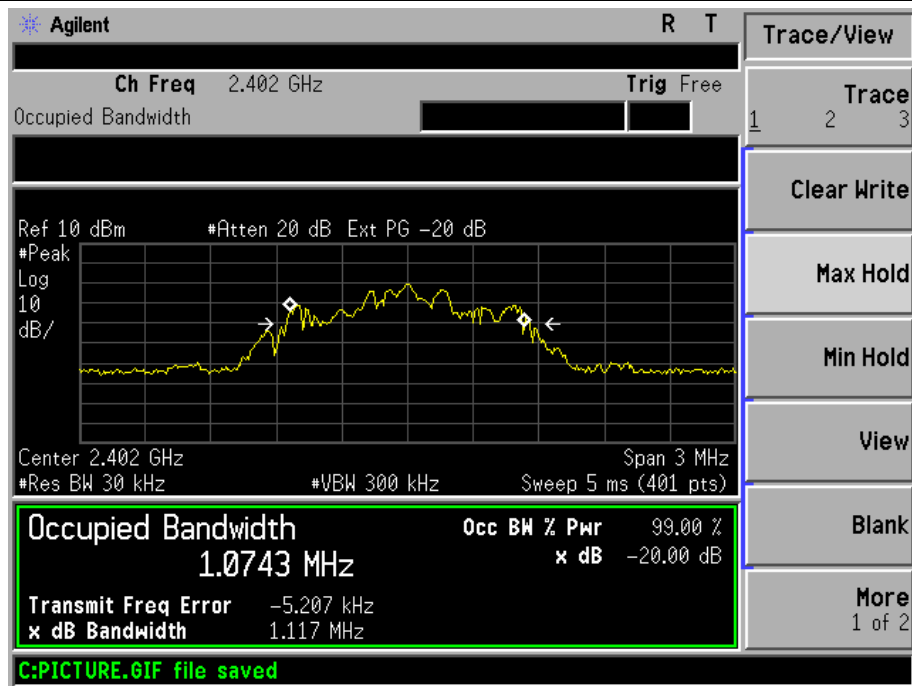 Agilent R T
Ch Freq 2.402 GHz Trig Free
Occupied Bandwidth
Ref 10 dBm #Atten 20 dB Ext PG −20 dB
#Peak
Log
10
dB/
Center 2.402 GHz Span 3 MHz
#Res BW 30 kHz #VBW 300 kHz Sweep 5 ms (401 pts)
Occupied Bandwidth Occ BW % Pwr 99.00 %
1.0743 MHz x dB −20.00 dB
Transmit Freq Error −5.207 kHz
x dB Bandwidth 1.117 MHz
C:PICTURE.GIF file saved
Trace/View
Trace
1 2 3
Clear Write
Max Hold
Min Hold
View
Blank
More
1 of 2